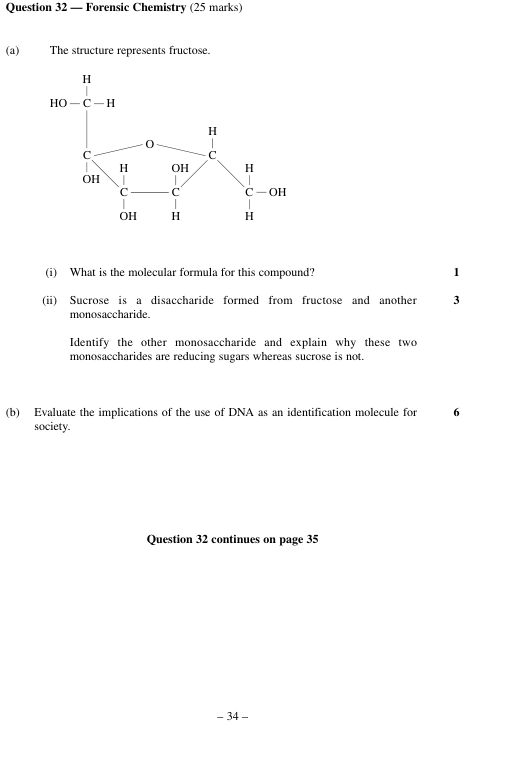 Question 32 — Forensic Chemistry (25 marks)
(a) The structure represents fructose.
H
HO — C — H
H
O
C C
OH H OH H
C C C — OH
OH H H
(i) What is the molecular formula for this compound? 1
(ii) Sucrose is a disaccharide formed from fructose and another 3
monosaccharide.
Identify the other monosaccharide and explain why these two
monosaccharides are reducing sugars whereas sucrose is not.
(b) Evaluate the implications of the use of DNA as an identification molecule for 6
society.
Question 32 continues on page 35
– 34 –